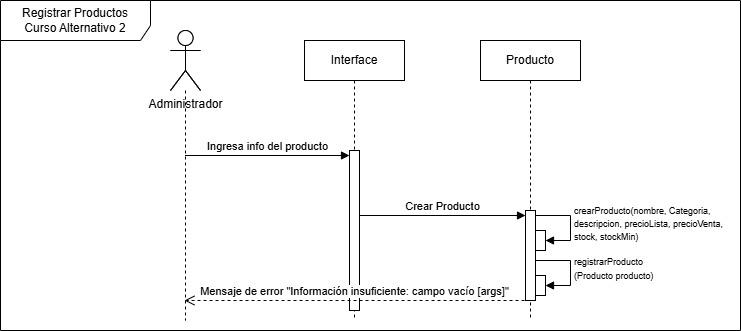 Registrar Productos
Curso Alternativo 2
Interface
Producto
Administrador
Ingresa info del producto
Crear Producto
crearProducto(nombre, Categoria,
descripcion, precioLista, precioVenta,
stock, stockMin)
registrarProducto
(Producto producto)
Mensaje de error "Información insuficiente: campo vacío [args]"